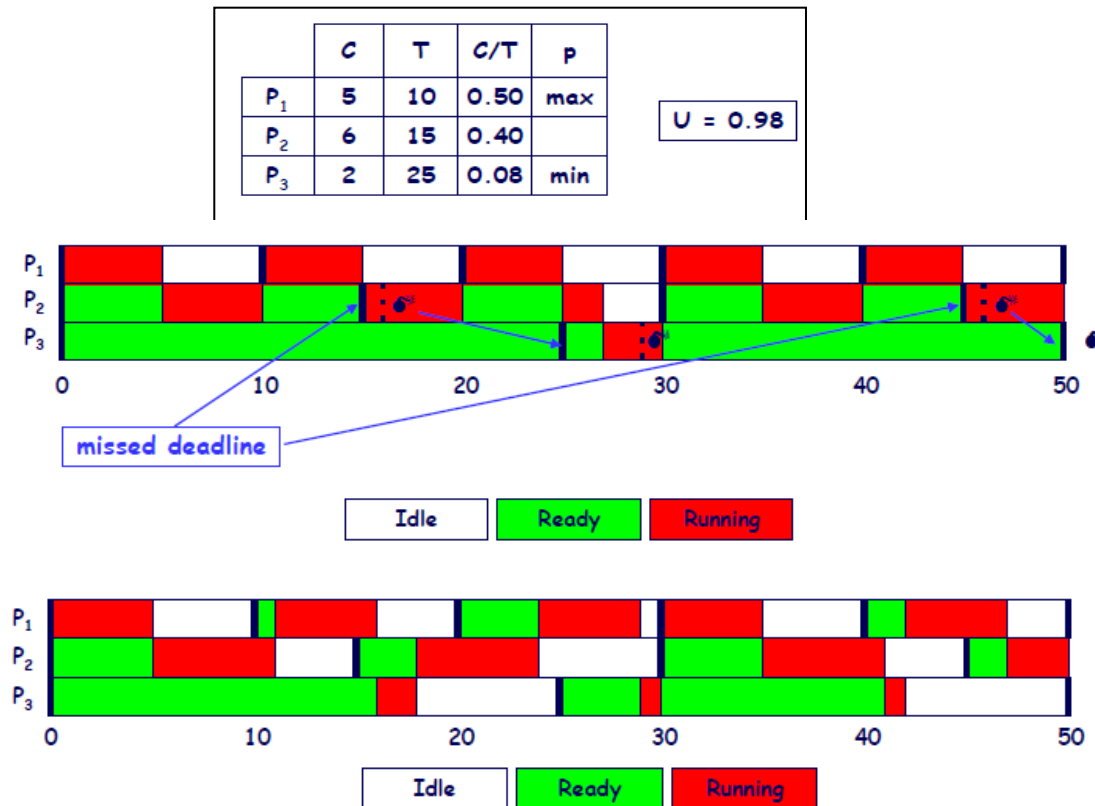 C T C/T p
P1 5 10 0.50 max
P2 6 15 0.40
P3 2 25 0.08 min
U = 0.98
P1
P2
P3
0 10 20 30 40 50
missed deadline
Idle Ready Running
P1
P2
P3
0 10 20 30 40 50
Idle Ready Running